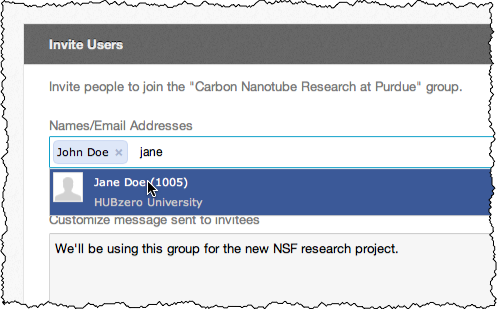 Invite Users
Invite people to join the "Carbon Nanotube Research at Purdue" group.
Names/Email Addresses
John Doe × jane
Jane Doe (1005)
HUBzero University
Customize message sent to invitees
We'll be using this group for the new NSF research project.